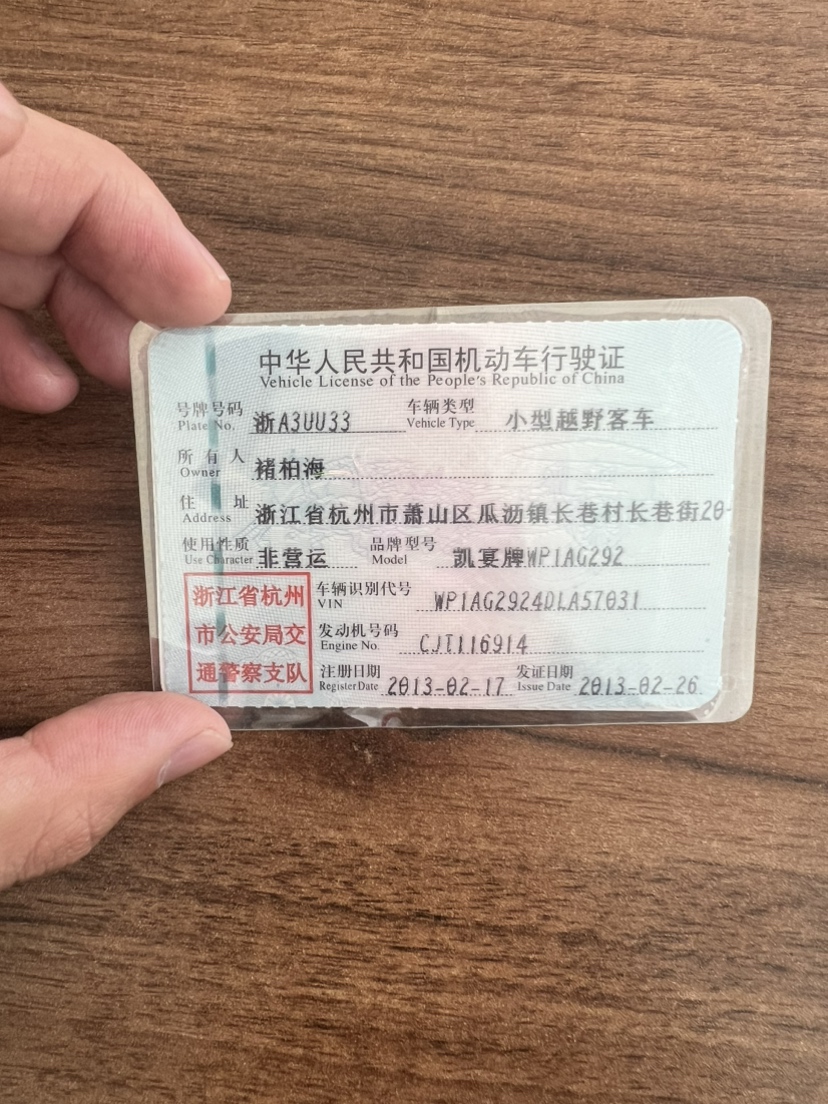 中华人民共和国机动车行驶证
Vehicle License of the People's Republic of China
号牌号码 浙A3UU33 车辆类型 小型越野客车
Plate No. Vehicle Type
所有人 褚柏海
Owner
住址 浙江省杭州市萧山区瓜沥镇长巷村长巷街20-
Address
使用性质 非营运 品牌型号 凯宴牌WP1AG292
Use Character Model
浙江省杭州 车辆识别代号 WP1AG2924DLA57031
VIN
市公安局交 发动机号码 CJT116914
Engine No.
通警察支队 注册日期 2013-02-17 发证日期 2013-02-26
Register Date Issue Date